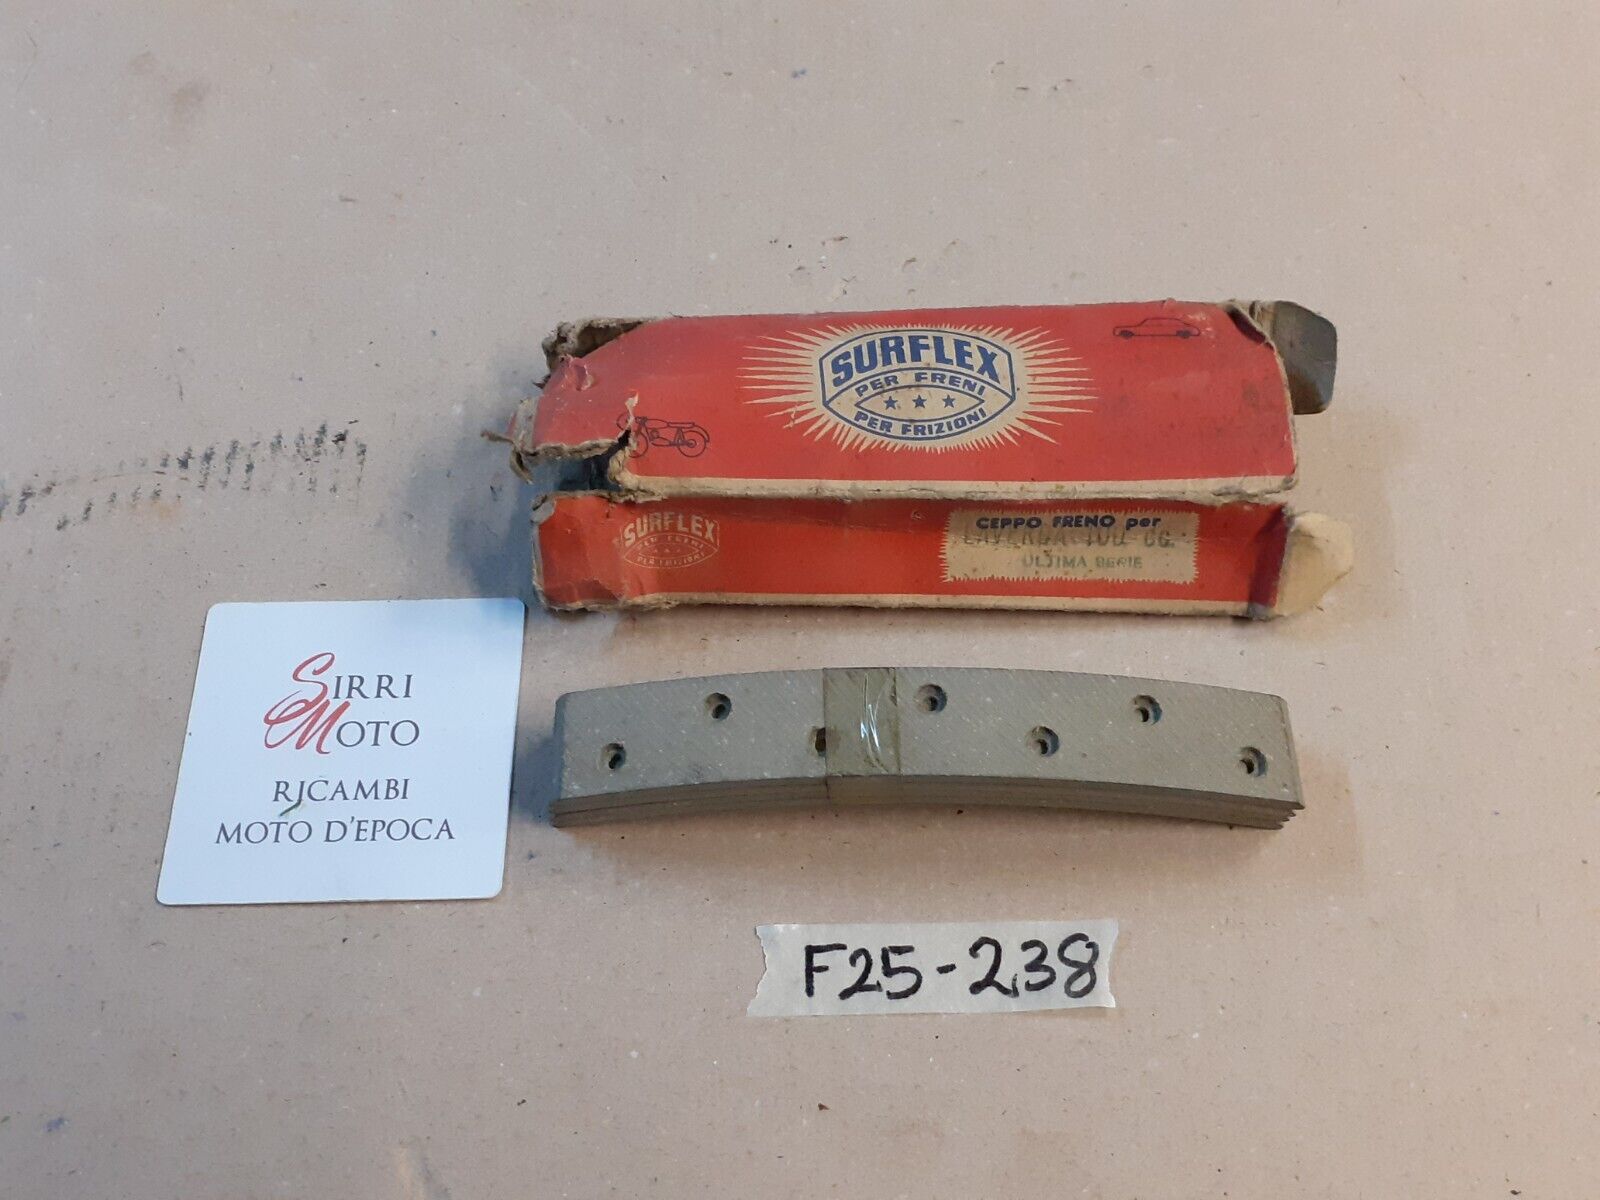 SURFLEX
PER FRENI
PER FRIZIONI
SURFLEX
PER FRENI
PER FRIZIONI
CEPPO FRENO per
LAVERDA 100 CC.
ULTIMA SERIE
SIRRI
MOTO
RICAMBI
MOTO D'EPOCA
F25-238